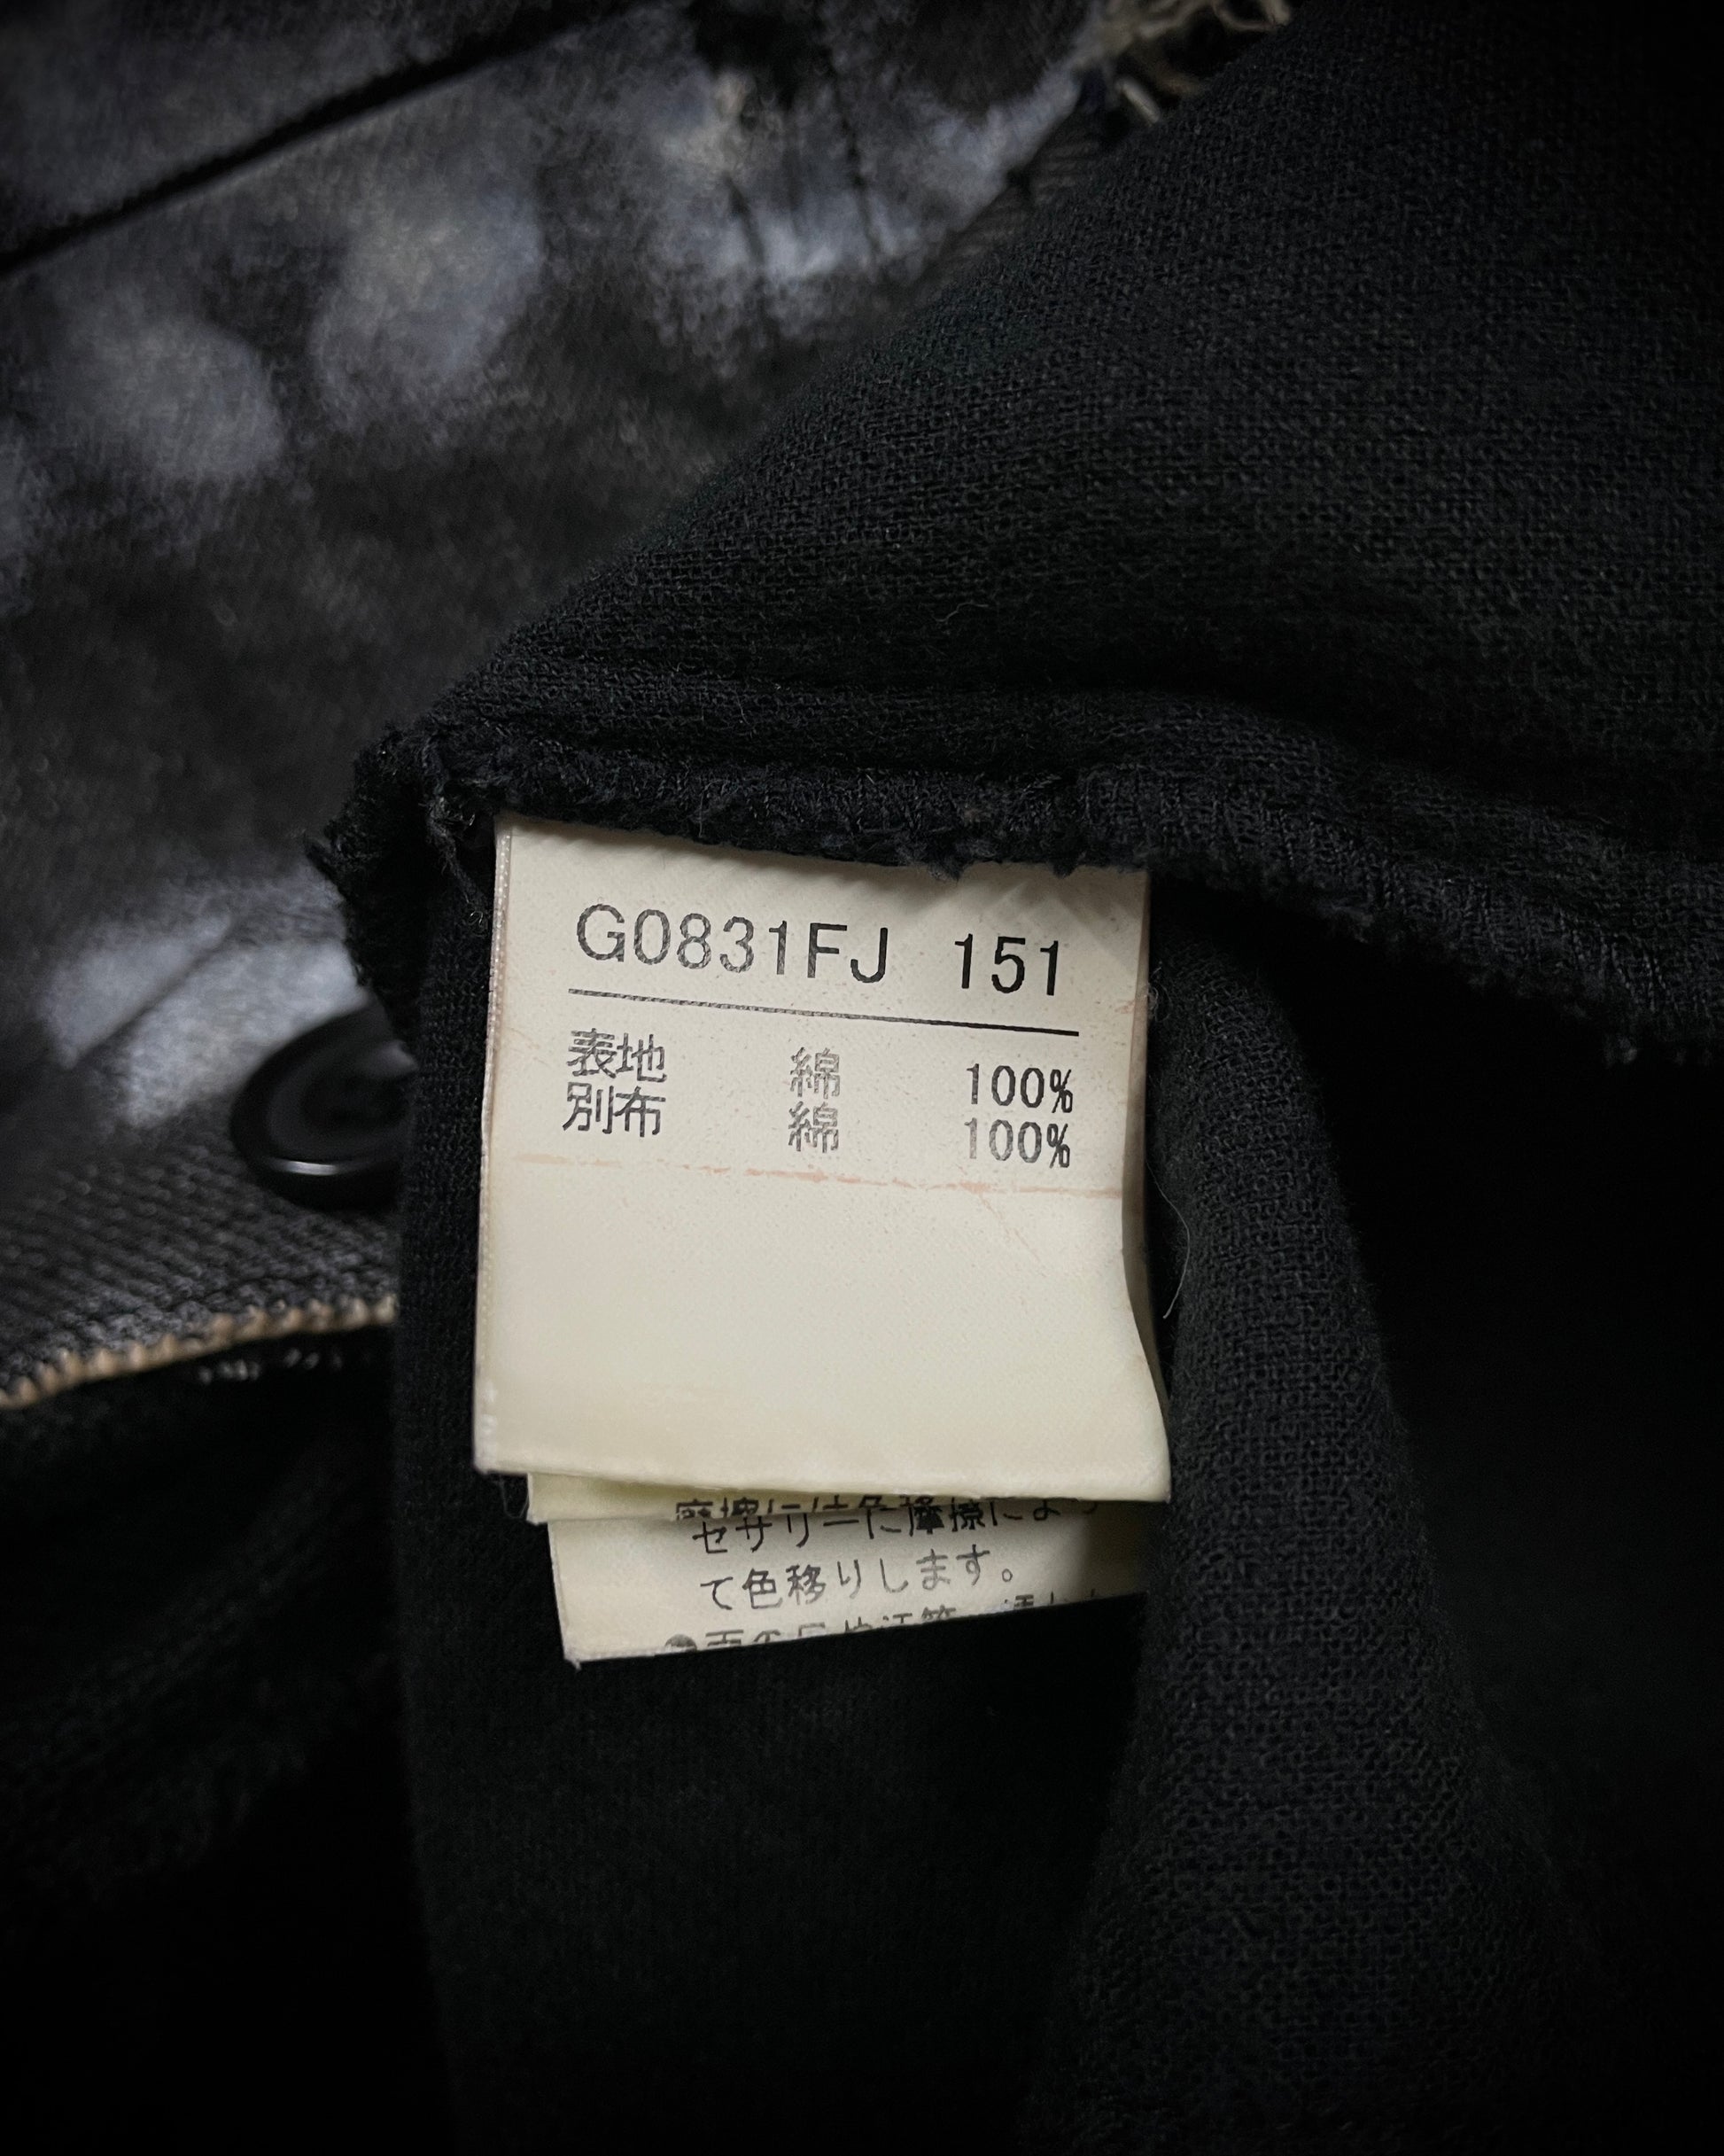 G0831FJ 151
表地 綿 100%
別布 綿 100%
セサリーに摩擦によっ
て色移りします。